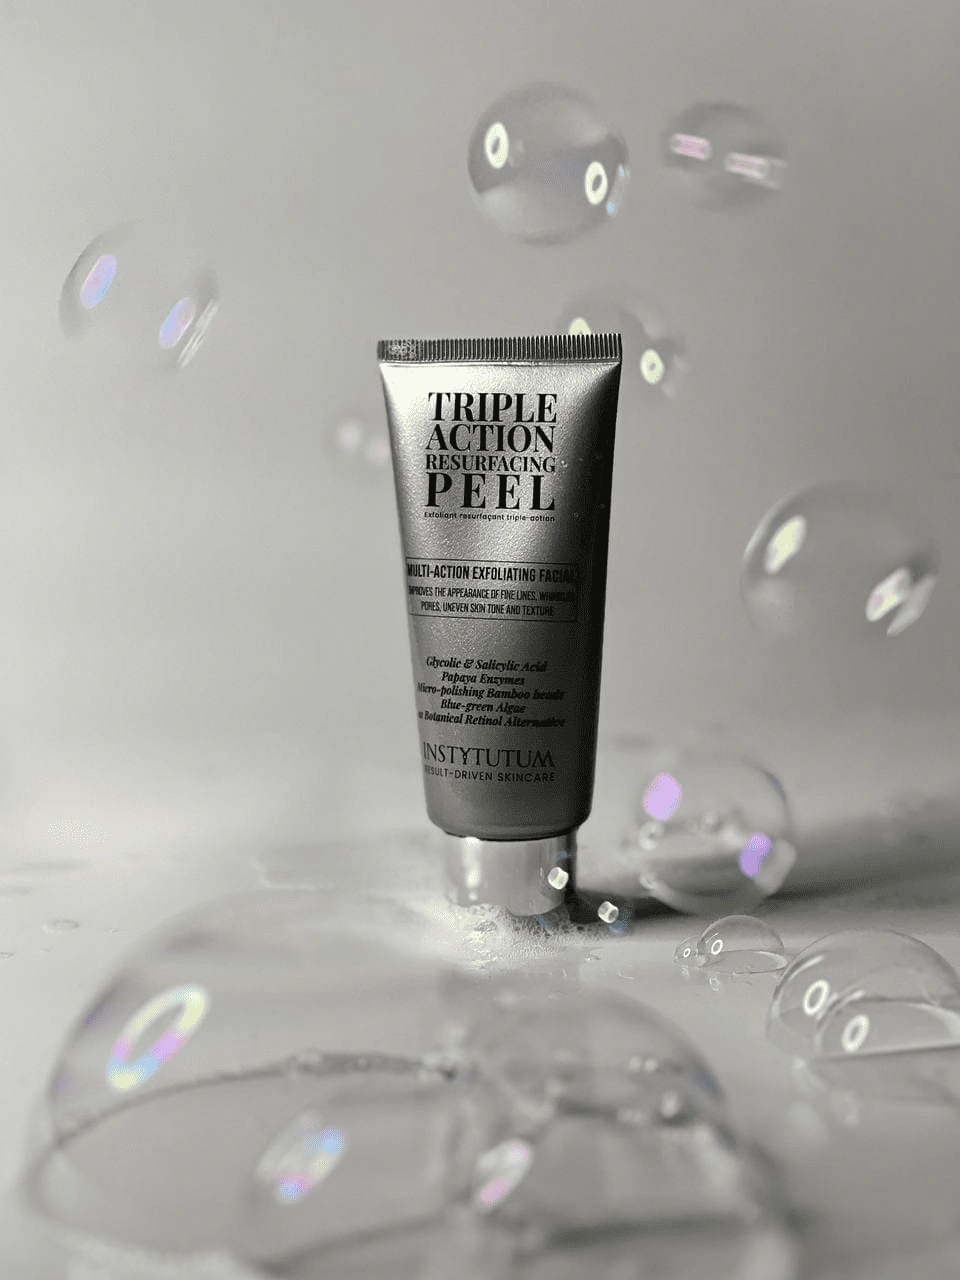 TRIPLE
ACTION
RESURFACING
PEEL
Exfoliant resurfaçant triple-action
MULTI-ACTION EXFOLIATING FACIAL
IMPROVES THE APPEARANCE OF FINE LINES, WRINKLES
PORES, UNEVEN SKIN TONE AND TEXTURE
Glycolic & Salicylic Acid
Papaya Enzymes
Micro-polishing Bamboo beads
Blue-green Algae
Botanical Retinol Alternative
INSTYTUTUM
RESULT-DRIVEN SKINCARE